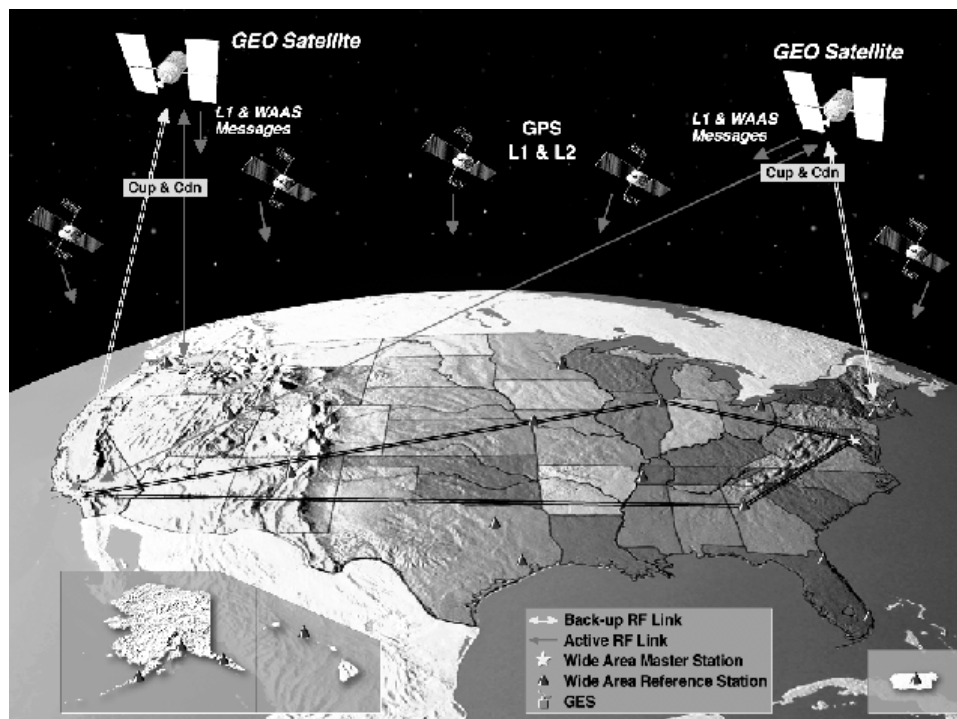 GEO Satellite
GEO Satellite
L1 & WAAS
Messages
GPS
L1 & L2
L1 & WAAS
Messages
Cup & Cdn
Cup & Cdn
Back-up RF Link
Active RF Link
Wide Area Master Station
Wide Area Reference Station
GES